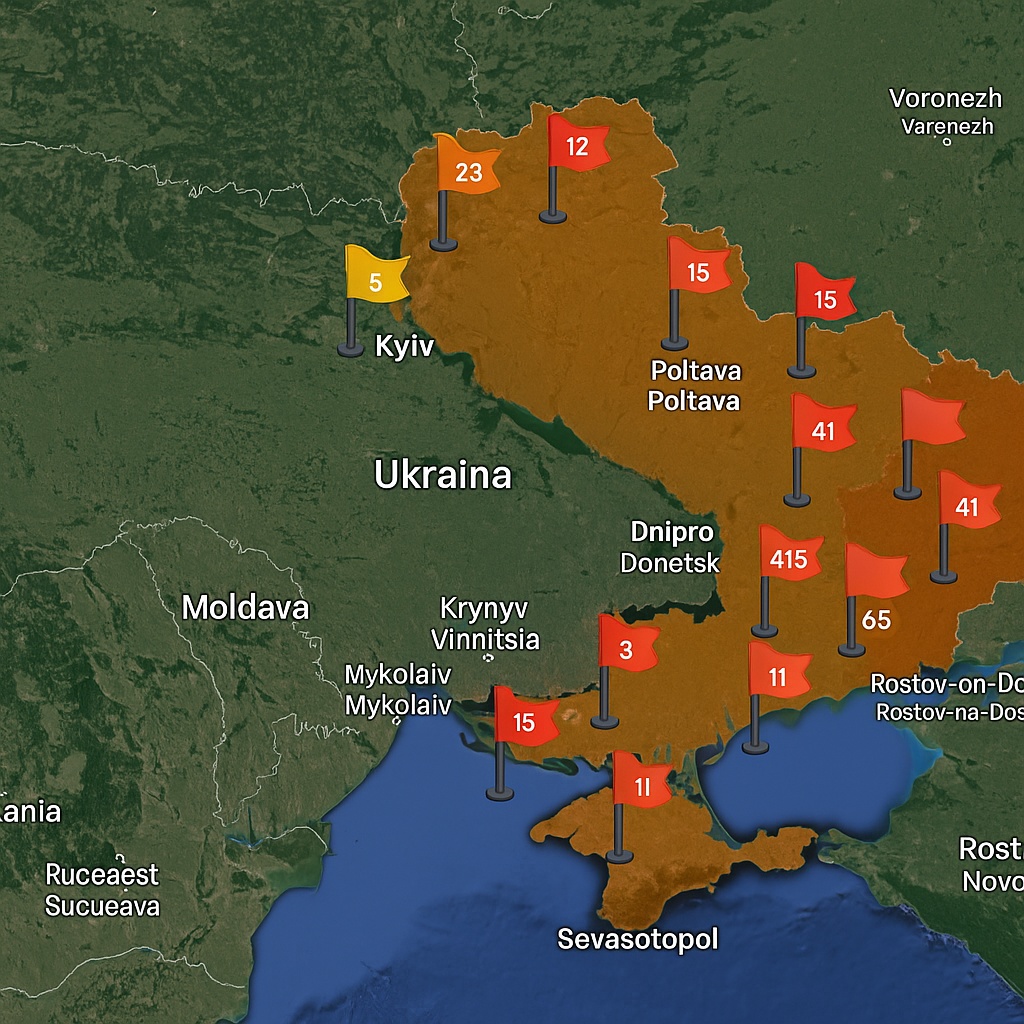 Voronezh
Varenezh
12
23
15
5
15
Kyiv
Poltava
Poltava
41
Ukraina
41
Dnipro
Donetsk
415
Moldava
Krynyv
Vinnitsia
65
3
Mykolaiv
Mykolaiv
11
Rostov-on-Do
Rostov-na-Dos
15
1l
ania
Rost
Novo
Ruceaest
Sucueava
Sevasotopol